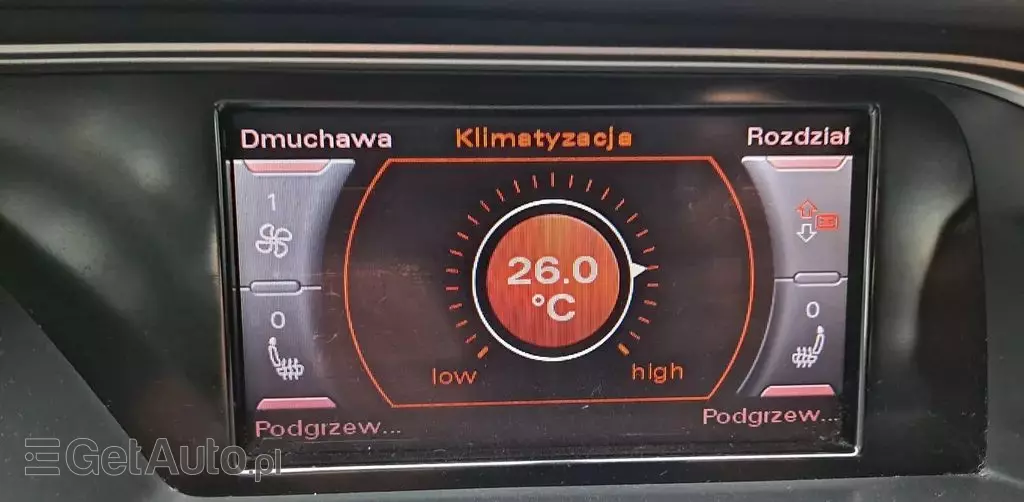 Dmuchawa Klimatyzacja Rozdział
1
26.0
°C
0 0
low high
Podgrzew... Podgrzew...
GetAuto.pl